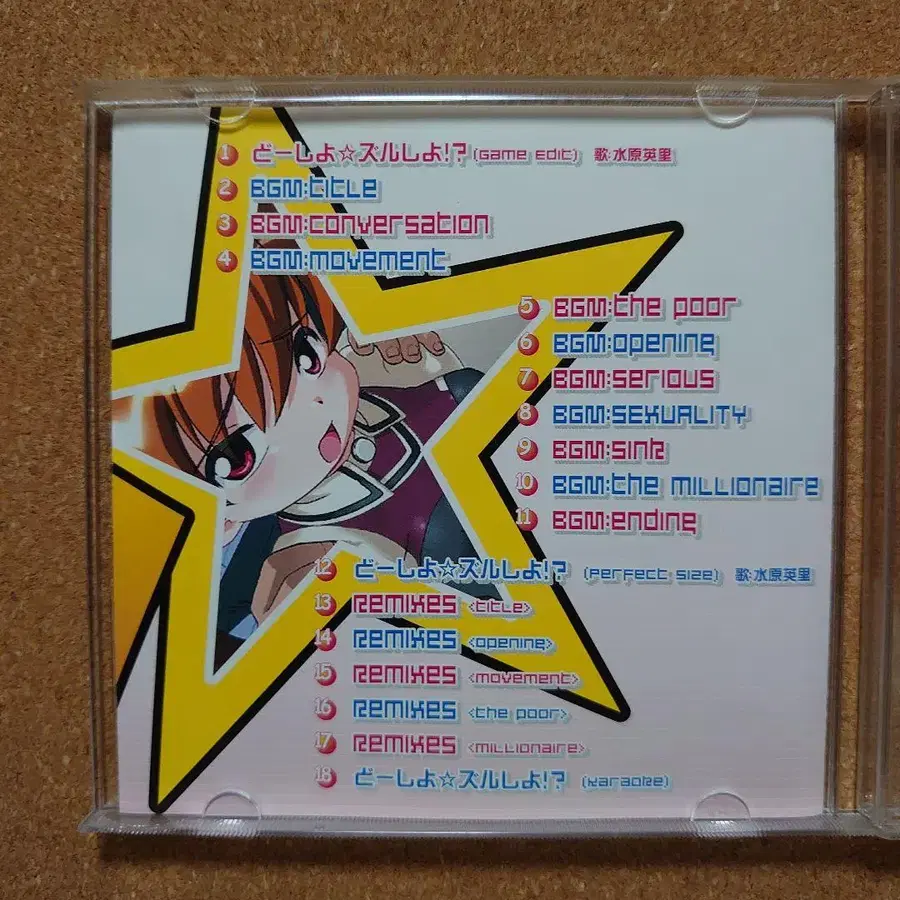 1 どーしよ☆ズルしよ!? (Game Edit) 歌:水原英里
2 BGM:title
3 BGM:conversation
4 BGM:movement
5 BGM:the poor
6 BGM:opening
7 BGM:serious
8 BGM:SEXUALITY
9 BGM:sink
10 BGM:the millionaire
11 BGM:ending
12 どーしよ☆ズルしよ!? (Perfect Size) 歌:水原英里
13 REMIXES <title>
14 REMIXES <opening>
15 REMIXES <movement>
16 REMIXES <the poor>
17 REMIXES <millionaire>
18 どーしよ☆ズルしよ!? (karaoke)